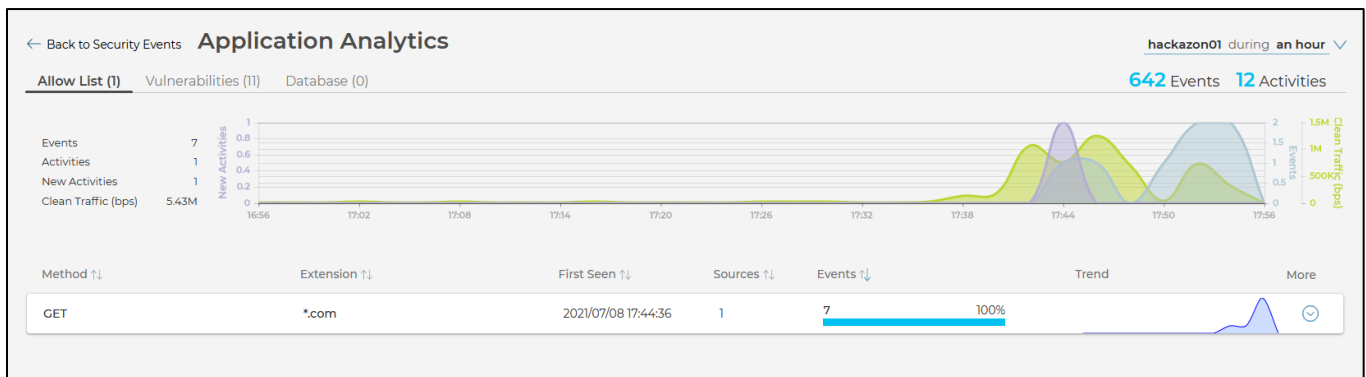 ← Back to Security Events Application Analytics hackazon01 during an hour
Allow List (1) Vulnerabilities (11) Database (0) 642 Events 12 Activities
Events 7
Activities 1
New Activities 1
Clean Traffic (bps) 5.43M
New Activities
1
0.8
0.6
0.4
0.2
0
16:56 17:02 17:08 17:14 17:20 17:26 17:32 17:38 17:44 17:50 17:56
2
1.5
1
0.5
0
Events
1.5M
1M
500K
0
Clean Traffic (bps)
Method ↑↓ Extension ↑↓ First Seen ↑↓ Sources ↑↓ Events ↑↓ Trend More
GET *.com 2021/07/08 17:44:36 1 7 100%